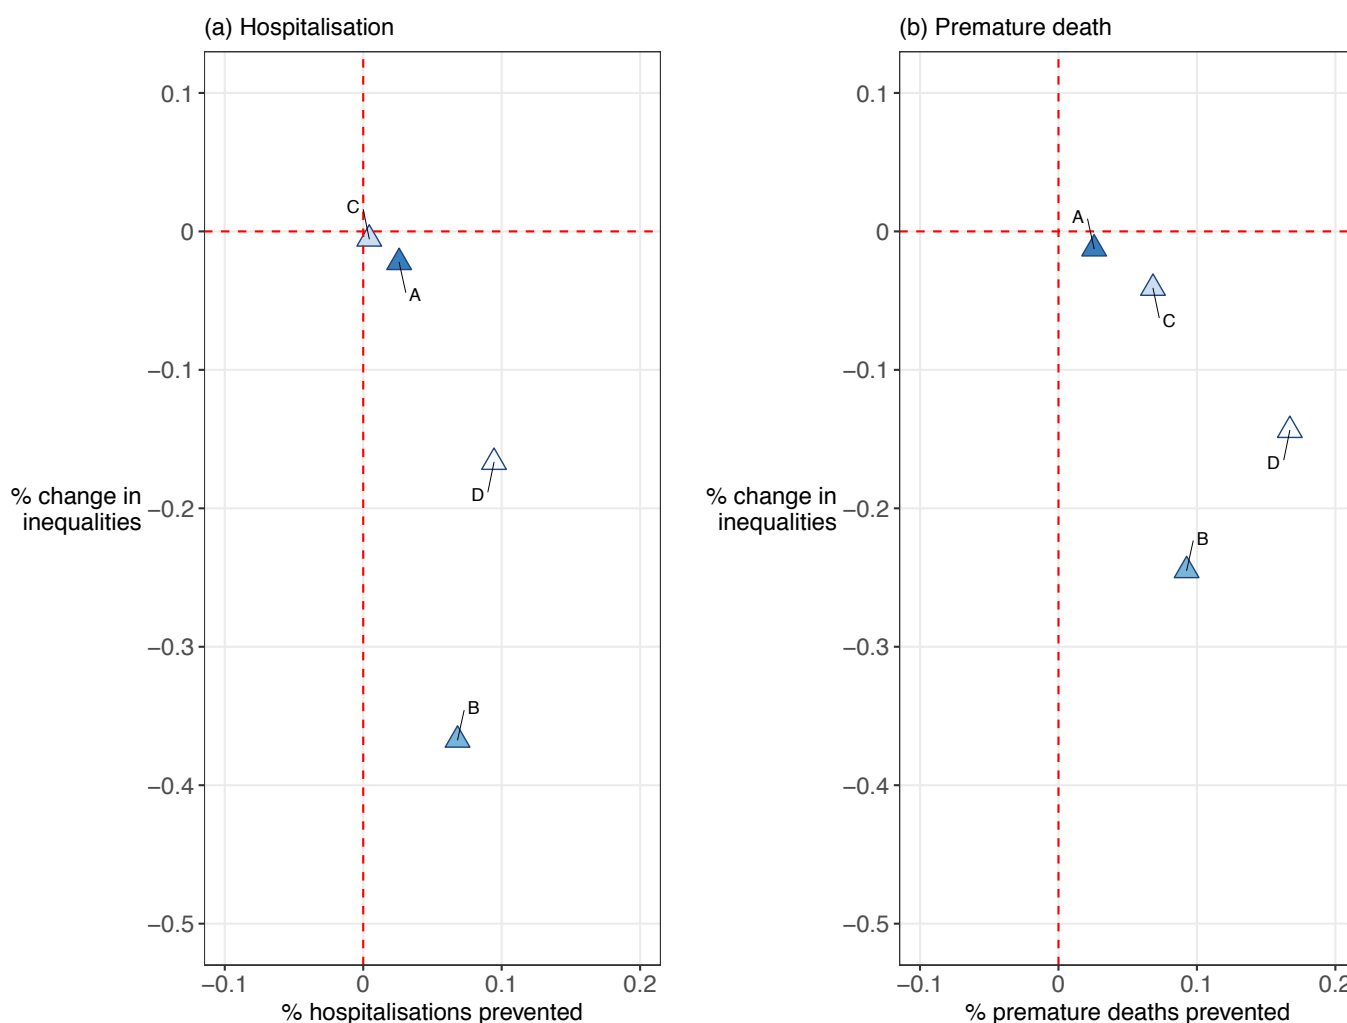 (a) Hospitalisation
0.1
0
−0.1
−0.2
−0.3
−0.4
−0.5
% change in
inequalities
C
A
D
B
−0.1 0 0.1 0.2
% hospitalisations prevented
(b) Premature death
0.1
0
−0.1
−0.2
−0.3
−0.4
−0.5
% change in
inequalities
A
C
D
B
−0.1 0 0.1 0.2
% premature deaths prevented